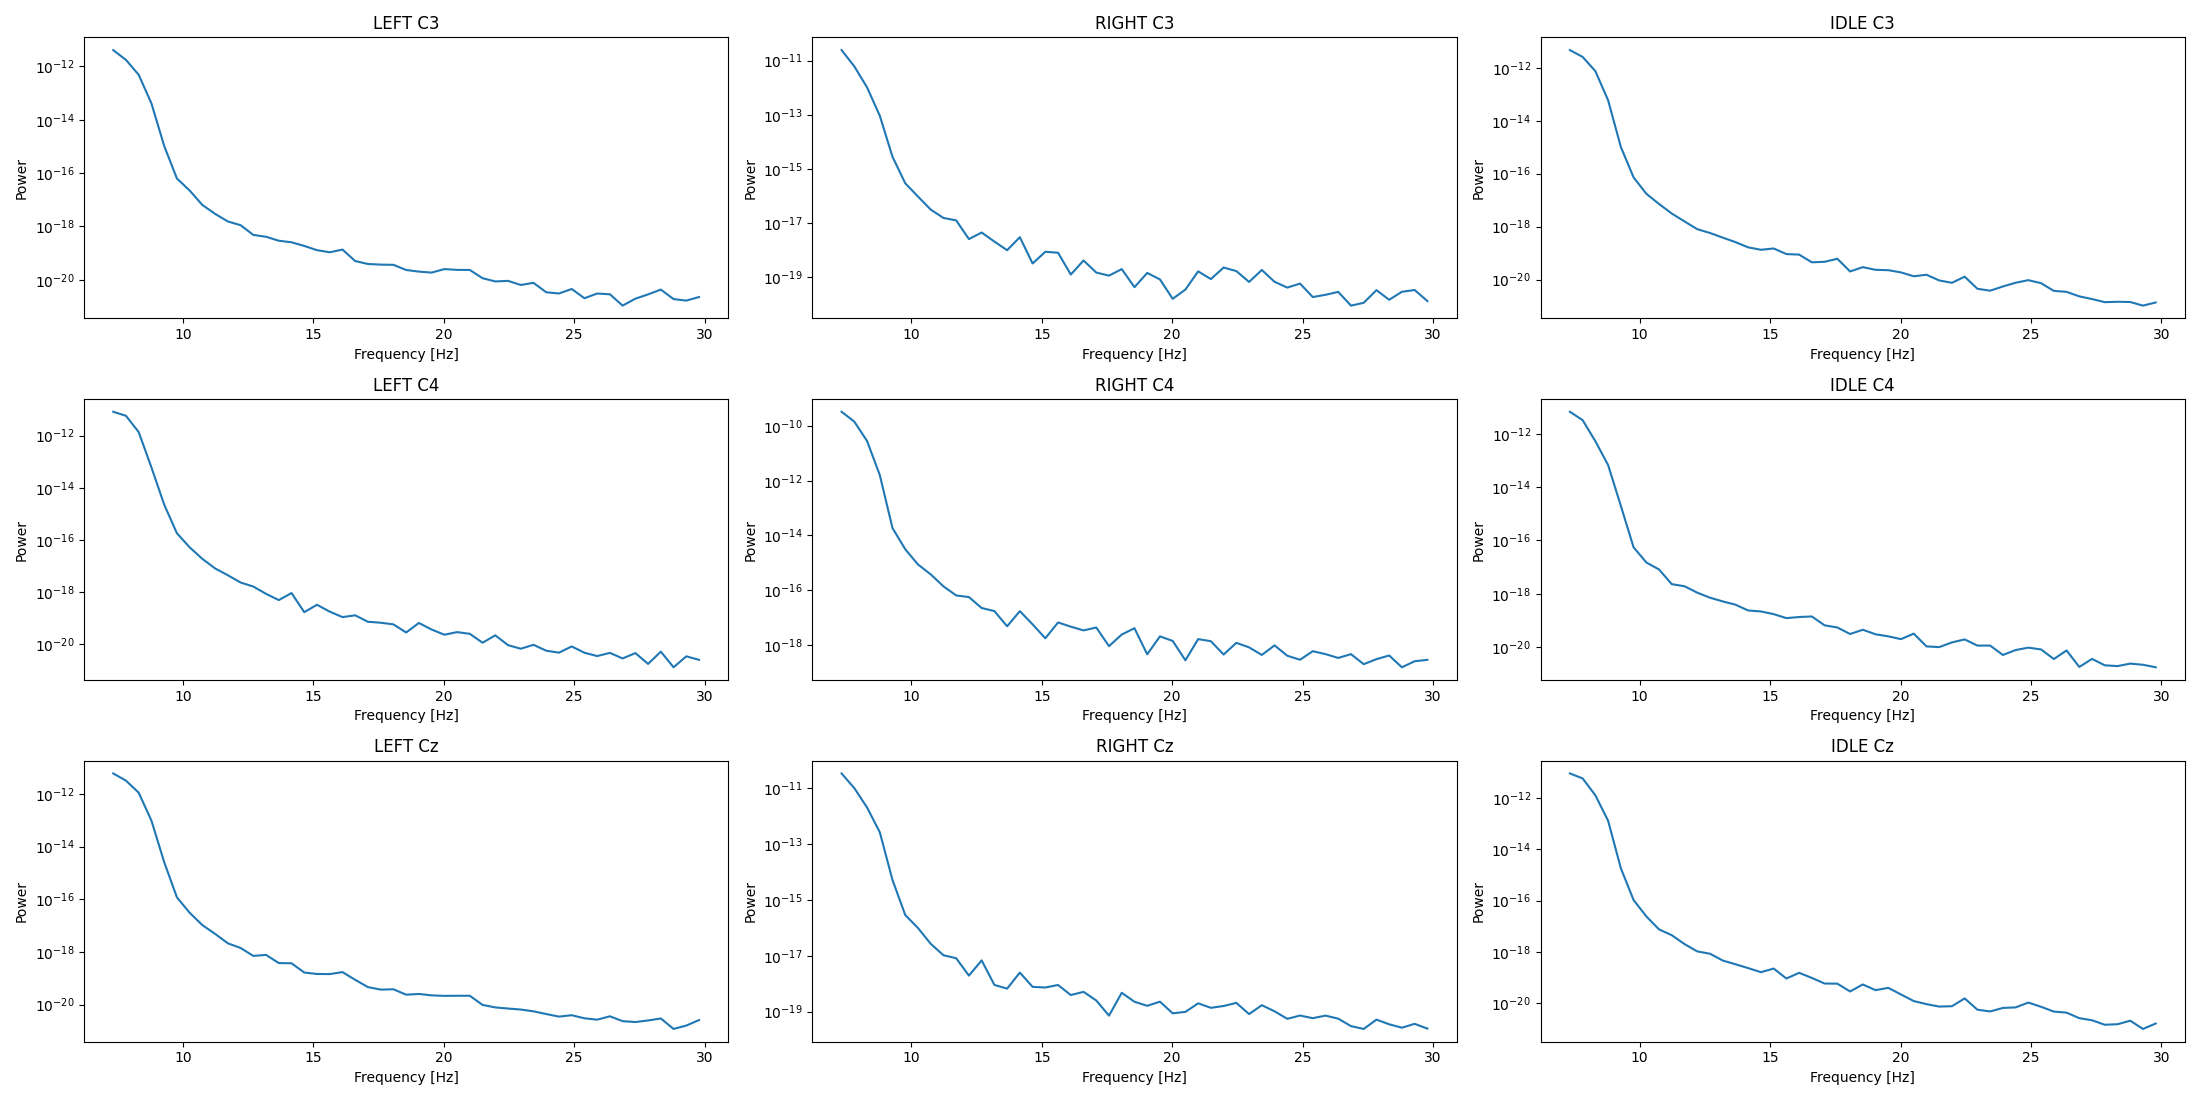 LEFT C3
RIGHT C3
IDLE C3
Power
10⁻¹²
10⁻¹⁴
10⁻¹⁶
10⁻¹⁸
10⁻²⁰
10 15 20 25 30
Frequency [Hz]
Power
10⁻¹¹
10⁻¹³
10⁻¹⁵
10⁻¹⁷
10⁻¹⁹
10 15 20 25 30
Frequency [Hz]
Power
10⁻¹²
10⁻¹⁴
10⁻¹⁶
10⁻¹⁸
10⁻²⁰
10 15 20 25 30
Frequency [Hz]
LEFT C4
RIGHT C4
IDLE C4
Power
10⁻¹²
10⁻¹⁴
10⁻¹⁶
10⁻¹⁸
10⁻²⁰
10 15 20 25 30
Frequency [Hz]
Power
10⁻¹⁰
10⁻¹²
10⁻¹⁴
10⁻¹⁶
10⁻¹⁸
10 15 20 25 30
Frequency [Hz]
Power
10⁻¹²
10⁻¹⁴
10⁻¹⁶
10⁻¹⁸
10⁻²⁰
10 15 20 25 30
Frequency [Hz]
LEFT Cz
RIGHT Cz
IDLE Cz
Power
10⁻¹²
10⁻¹⁴
10⁻¹⁶
10⁻¹⁸
10⁻²⁰
10 15 20 25 30
Frequency [Hz]
Power
10⁻¹¹
10⁻¹³
10⁻¹⁵
10⁻¹⁷
10⁻¹⁹
10 15 20 25 30
Frequency [Hz]
Power
10⁻¹²
10⁻¹⁴
10⁻¹⁶
10⁻¹⁸
10⁻²⁰
10 15 20 25 30
Frequency [Hz]